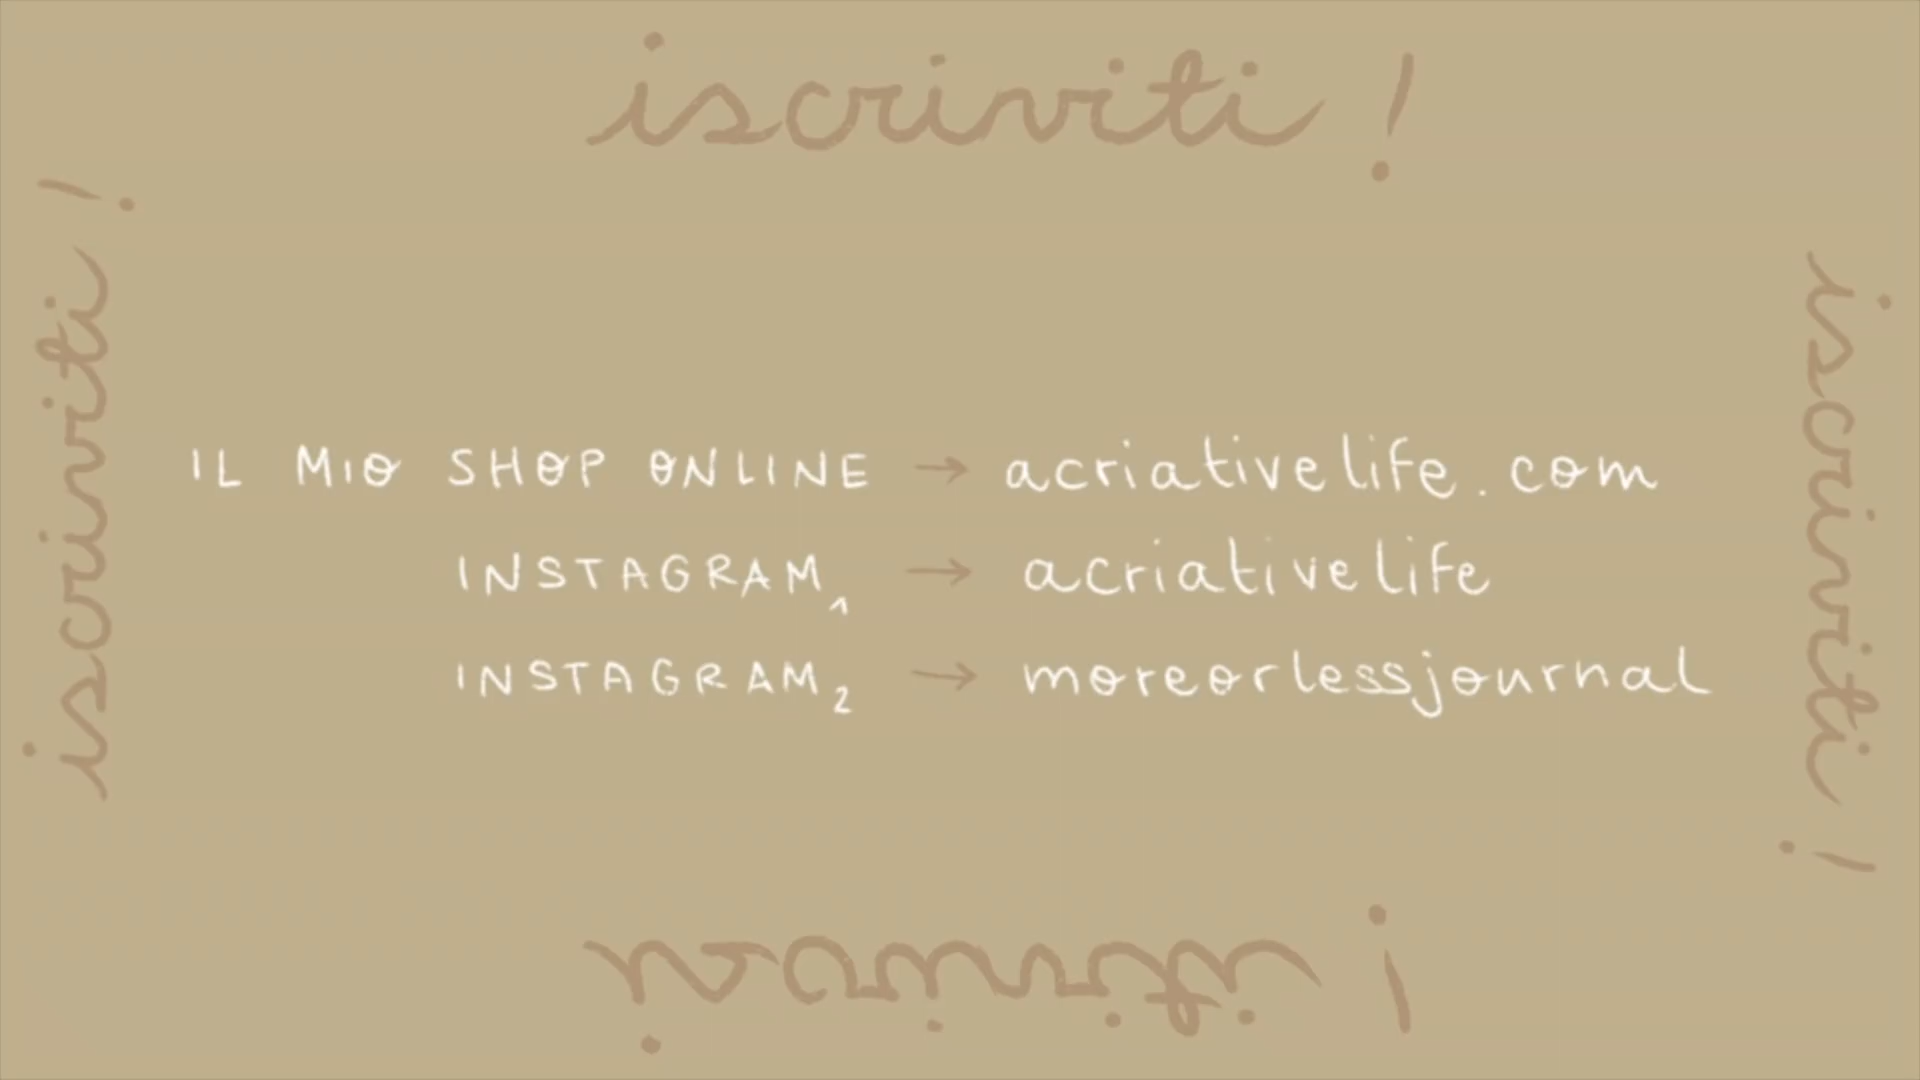 iscriviti !
iscriviti !
iscriviti !
IL MIO SHOP ONLINE → acriativelife.com
INSTAGRAM₁ → acriativelife
INSTAGRAM₂ → moreorlessjournal
iscriviti !